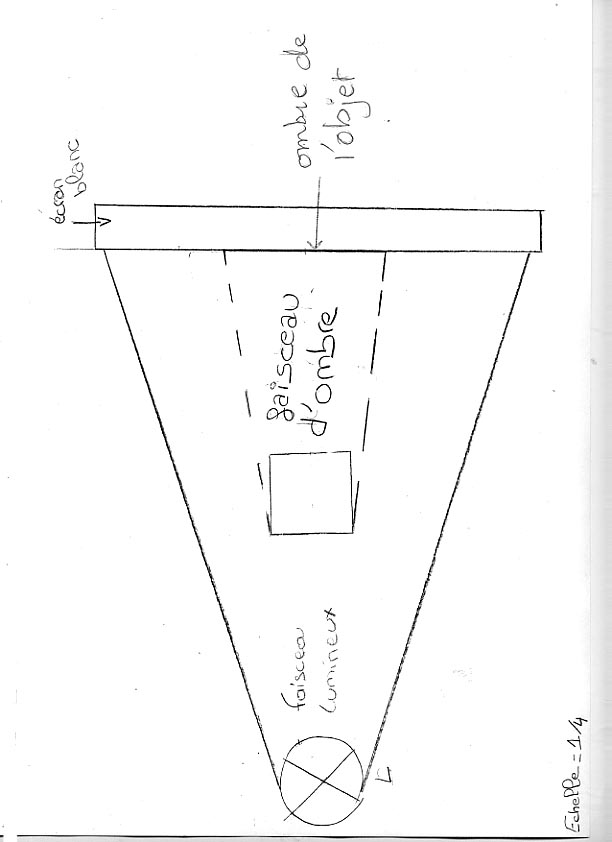 écran
blanc
ombre de
l'objet
faisceau
d'ombre
faisceau
lumineux
L
Echelle = 1/4